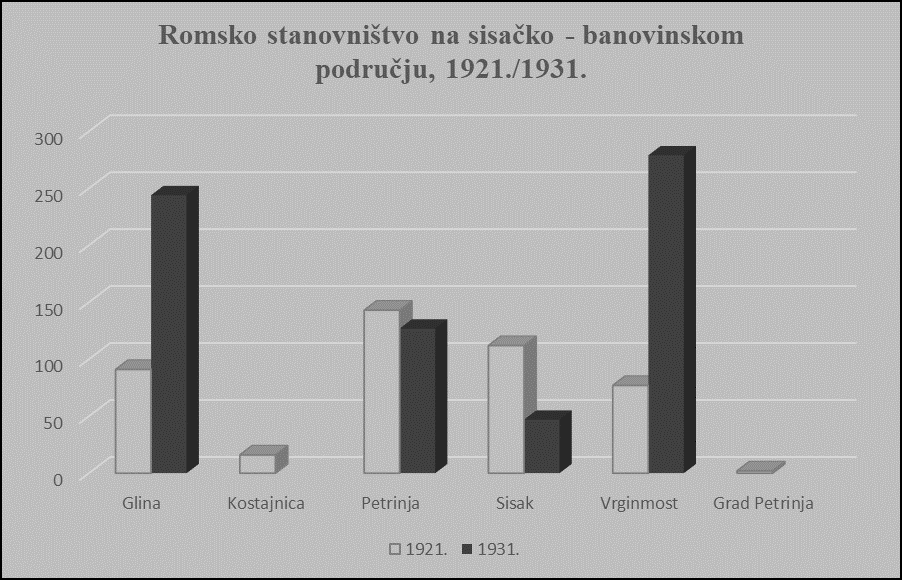 Romsko stanovništvo na sisačko - banovinskom
području, 1921./1931.
300
250
200
150
100
50
0
Glina Kostajnica Petrinja Sisak Vrginmost Grad Petrinja
1921. 1931.